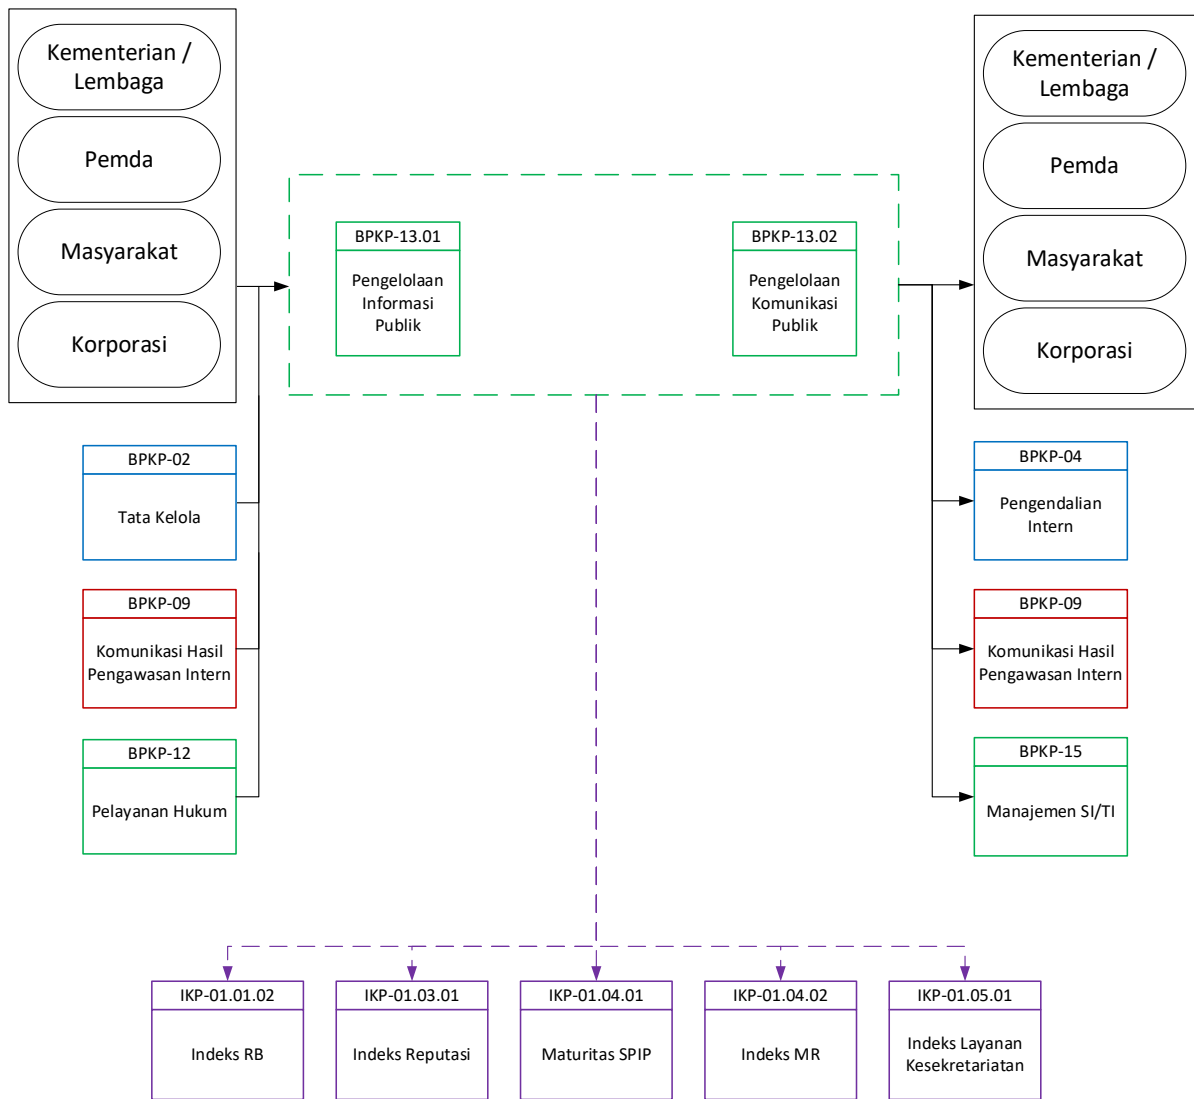 Kementerian /
Lembaga
Pemda
Masyarakat
Korporasi
BPKP-02
Tata Kelola
BPKP-09
Komunikasi Hasil
Pengawasan Intern
BPKP-12
Pelayanan Hukum
BPKP-13.01
Pengelolaan
Informasi
Publik
BPKP-13.02
Pengelolaan
Komunikasi
Publik
Kementerian /
Lembaga
Pemda
Masyarakat
Korporasi
BPKP-04
Pengendalian
Intern
BPKP-09
Komunikasi Hasil
Pengawasan Intern
BPKP-15
Manajemen SI/TI
IKP-01.01.02
Indeks RB
IKP-01.03.01
Indeks Reputasi
IKP-01.04.01
Maturitas SPIP
IKP-01.04.02
Indeks MR
IKP-01.05.01
Indeks Layanan
Kesekretariatan